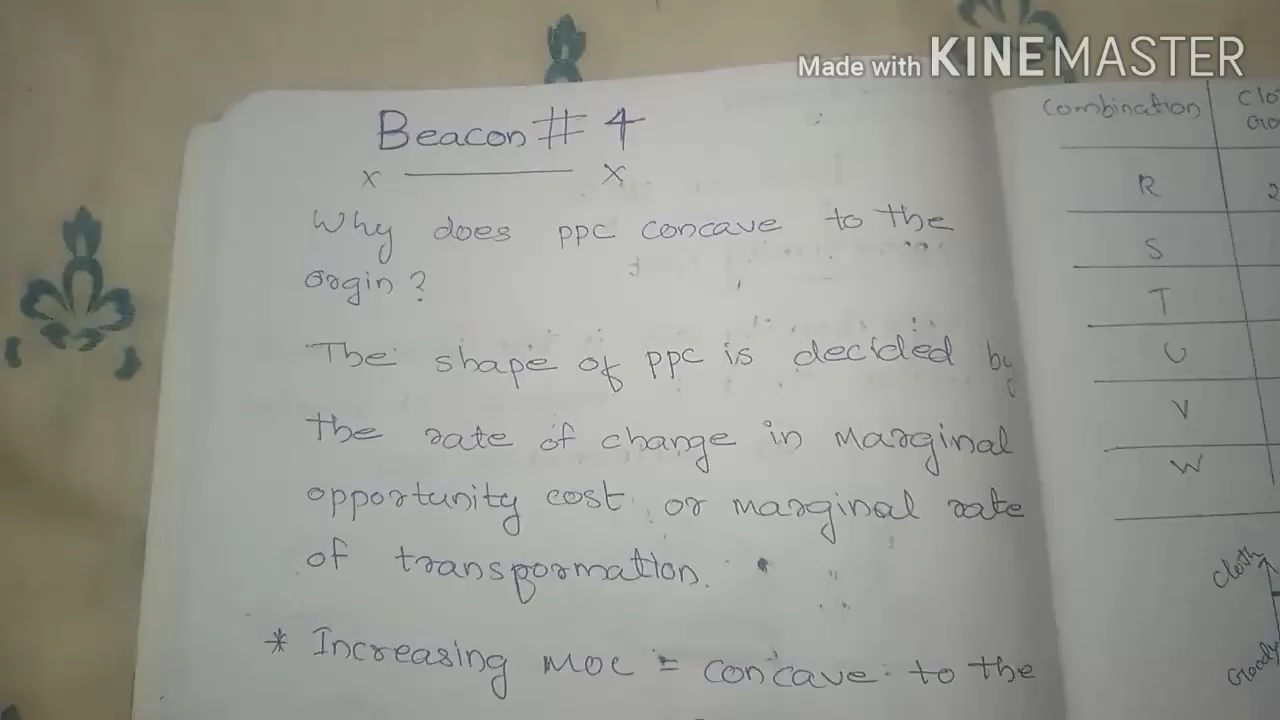 Made with KINEMASTER
Beacon # 4
x x
Why does ppc concave to the
orgin?
The shape of ppc is decided by
the rate of change in marginal
opportunity cost or marginal rate
of transformation.
* Increasing MOC = concave to the
Combination
R
S
T
U
V
W
Cloth